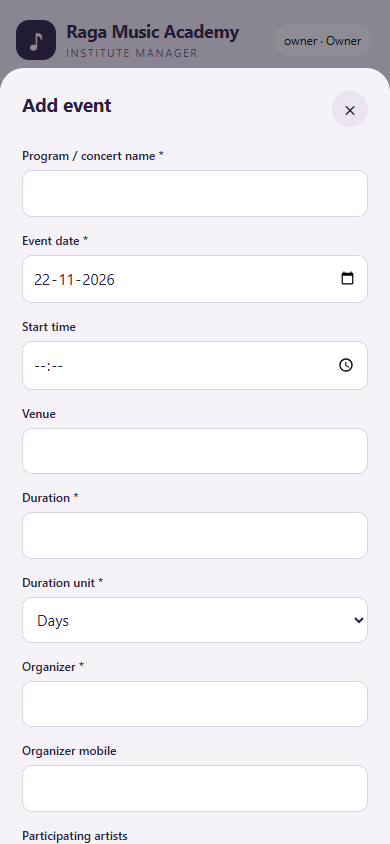 Raga Music Academy
INSTITUTE MANAGER
owner · Owner
Add event
×
Program / concert name *
Event date *
22-11-2026
Start time
--:--
Venue
Duration *
Duration unit *
Days
Organizer *
Organizer mobile
Participating artists